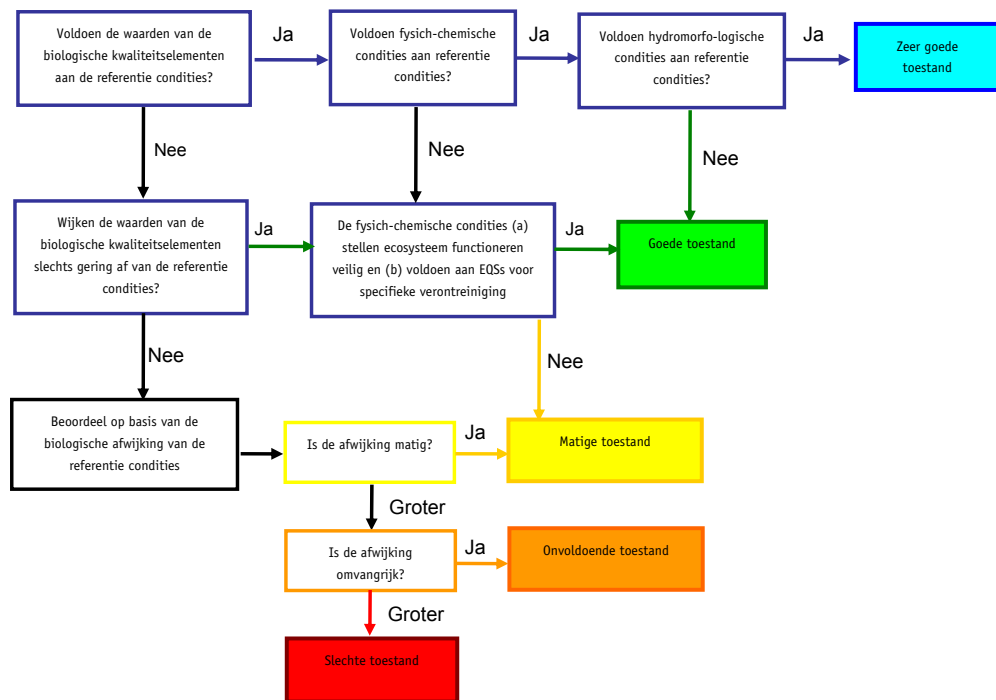 Voldoen de waarden van de
biologische kwaliteitselementen
aan de referentie condities?
Ja
Voldoen fysich-chemische
condities aan referentie
condities?
Ja
Voldoen hydromorfo-logische
condities aan referentie
condities?
Ja
Zeer goede
toestand
Nee
Nee
Nee
Wijken de waarden van de
biologische kwaliteitselementen
slechts gering af van de referentie
condities?
Ja
De fysich-chemische condities (a)
stellen ecosysteem functioneren
veilig en (b) voldoen aan EQSs voor
specifieke verontreiniging
Ja
Goede toestand
Nee
Nee
Beoordeel op basis van de
biologische afwijking van de
referentie condities
Is de afwijking matig?
Ja
Matige toestand
Groter
Is de afwijking
omvangrijk?
Ja
Onvoldoende toestand
Groter
Slechte toestand